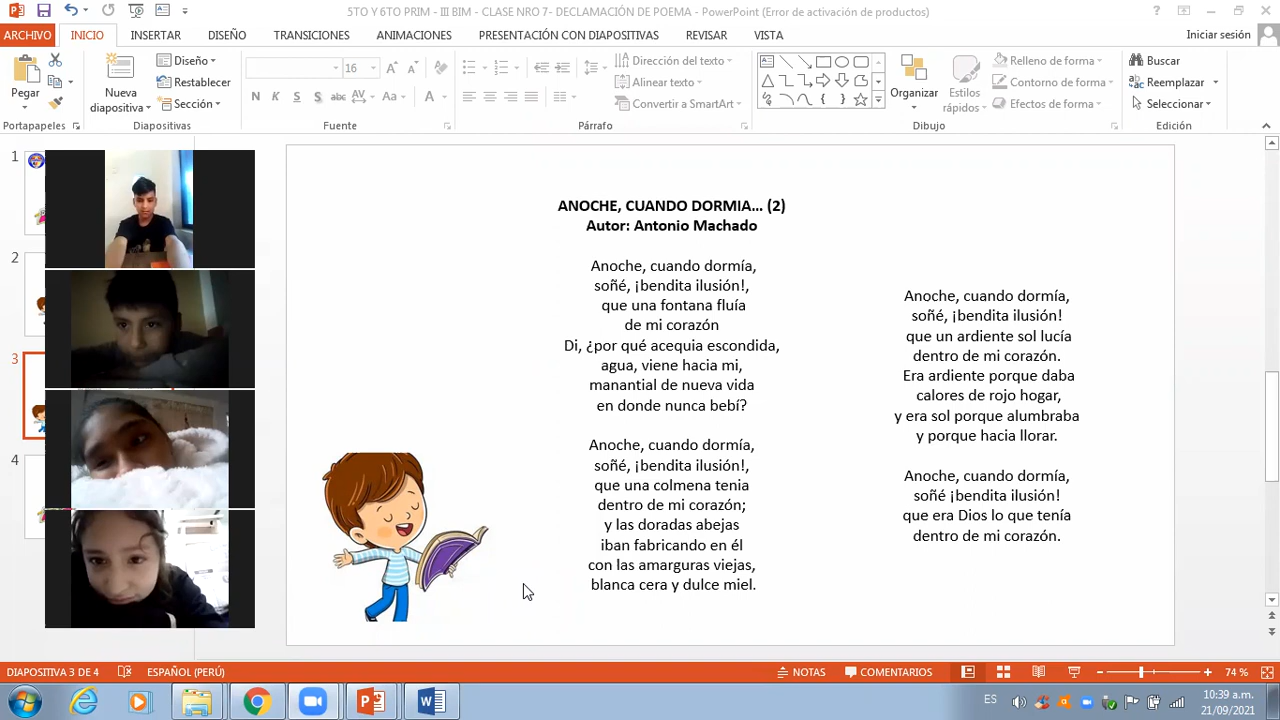 5TO Y 6TO PRIM - III BIM - CLASE NRO 7- DECLAMACIÓN DE POEMA - PowerPoint (Error de activación de productos)
ARCHIVO INICIO INSERTAR DISEÑO TRANSICIONES ANIMACIONES PRESENTACIÓN CON DIAPOSITIVAS REVISAR VISTA Iniciar sesión
Pegar
Nueva diapositiva
Diseño
Restablecer
Sección
16
N K S S abc AV Aa A
Dirección del texto
Alinear texto
Convertir a SmartArt
Organizar
Estilos rápidos
Relleno de forma
Contorno de forma
Efectos de forma
Buscar
Reemplazar
Seleccionar
Portapapeles Diapositivas Fuente Párrafo Dibujo Edición
1
2
3
4
ANOCHE, CUANDO DORMIA... (2)
Autor: Antonio Machado
Anoche, cuando dormía,
soñé, ¡bendita ilusión!,
que una fontana fluía
de mi corazón
Di, ¿por qué acequia escondida,
agua, viene hacia mi,
manantial de nueva vida
en donde nunca bebí?
Anoche, cuando dormía,
soñé, ¡bendita ilusión!,
que una colmena tenia
dentro de mi corazón;
y las doradas abejas
iban fabricando en él
con las amarguras viejas,
blanca cera y dulce miel.
Anoche, cuando dormía,
soñé, ¡bendita ilusión!
que un ardiente sol lucía
dentro de mi corazón.
Era ardiente porque daba
calores de rojo hogar,
y era sol porque alumbraba
y porque hacia llorar.
Anoche, cuando dormía,
soñé ¡bendita ilusión!
que era Dios lo que tenía
dentro de mi corazón.
DIAPOSITIVA 3 DE 4 ESPAÑOL (PERÚ) NOTAS COMENTARIOS 74 %
ES 10:39 a.m.
21/09/2021